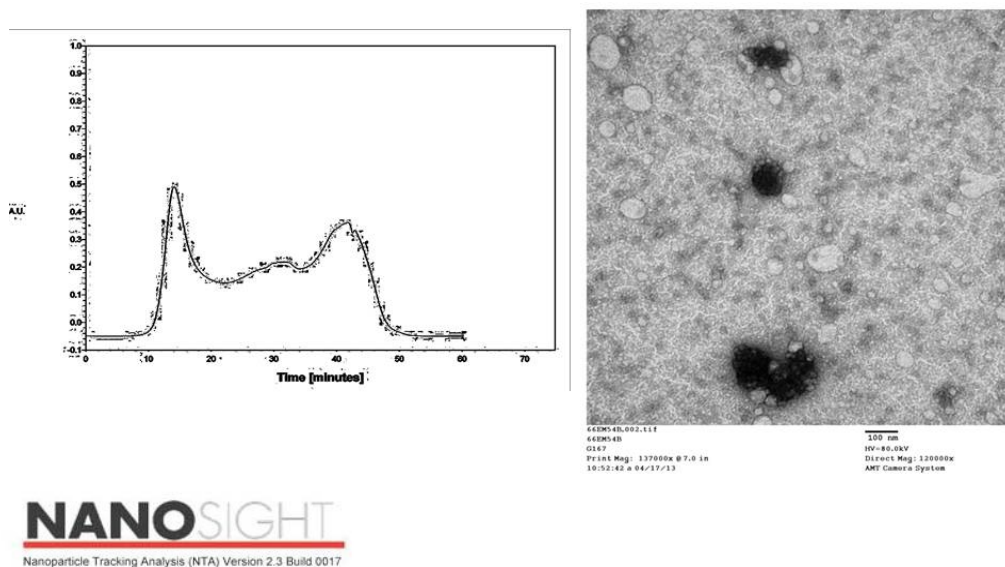 1.0
0.9
0.8
0.7
0.6
0.5
0.4
0.3
0.2
0.1
0.0
-0.1
A.U.
0 10 20 30 40 50 60 70
Time [minutes]
66EM54B.002.tif
66EM54B
G167
Print Mag: 137000x @ 7.0 in
10:52:42 a 04/17/13
100 nm
HV=80.0kV
Direct Mag: 120000x
AMT Camera System
NANOSIGHT
Nanoparticle Tracking Analysis (NTA) Version 2.3 Build 0017